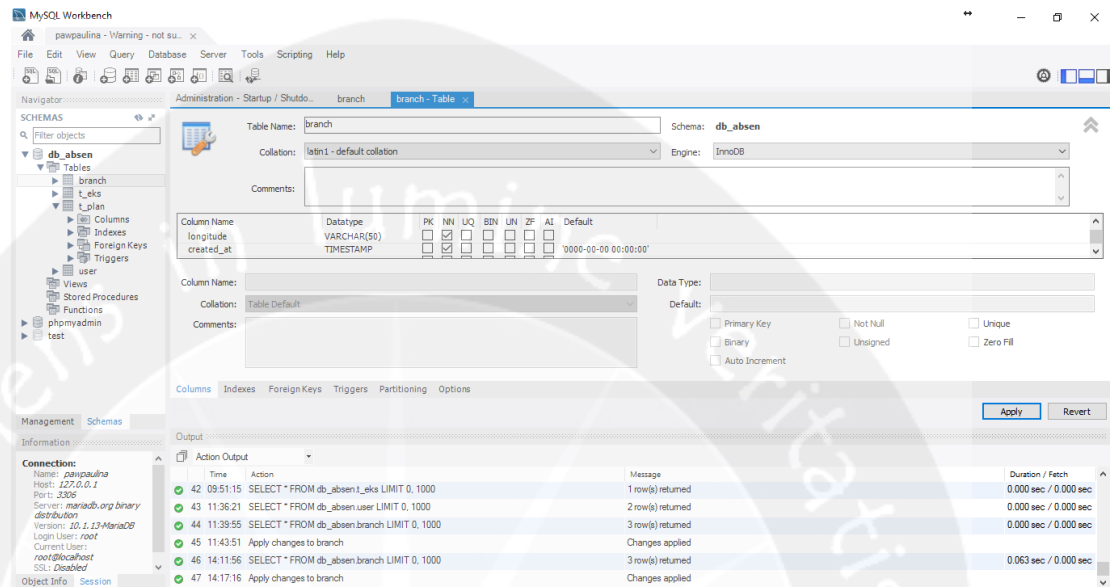 MySQL Workbench
pawpaulina - Warning - not su...
File Edit View Query Database Server Tools Scripting Help
Navigator
SCHEMAS
Filter objects
db_absen
Tables
branch
t_eks
t_plan
Columns
Indexes
Foreign Keys
Triggers
user
Views
Stored Procedures
Functions
phpmyadmin
test
Management Schemas
Information
Connection:
Name: pawpaulina
Host: 127.0.0.1
Port: 3306
Server: mariadb.org binary
distribution
Version: 10.1.13-MariaDB
Login User: root
Current User:
root@localhost
SSL: Disabled
Object Info Session
Administration - Startup / Shutdo... branch branch - Table
Table Name: branch Schema: db_absen
Collation: latin1 - default collation Engine: InnoDB
Comments:
Column Name Datatype PK NN UQ BIN UN ZF AI Default
longitude VARCHAR(50)
created_at TIMESTAMP '0000-00-00 00:00:00'
Column Name: Data Type:
Collation: Table Default Default:
Comments: Primary Key Not Null Unique
Binary Unsigned Zero Fill
Auto Increment
Columns Indexes Foreign Keys Triggers Partitioning Options
Apply Revert
Output
Action Output
Time Action Message Duration / Fetch
42 09:51:15 SELECT * FROM db_absen.t_eks LIMIT 0, 1000 1 row(s) returned 0.000 sec / 0.000 sec
43 11:36:21 SELECT * FROM db_absen.user LIMIT 0, 1000 2 row(s) returned 0.000 sec / 0.000 sec
44 11:39:55 SELECT * FROM db_absen.branch LIMIT 0, 1000 3 row(s) returned 0.000 sec / 0.000 sec
45 11:43:51 Apply changes to branch Changes applied
46 14:11:56 SELECT * FROM db_absen.branch LIMIT 0, 1000 3 row(s) returned 0.063 sec / 0.000 sec
47 14:17:16 Apply changes to branch Changes applied
lumine veritatis